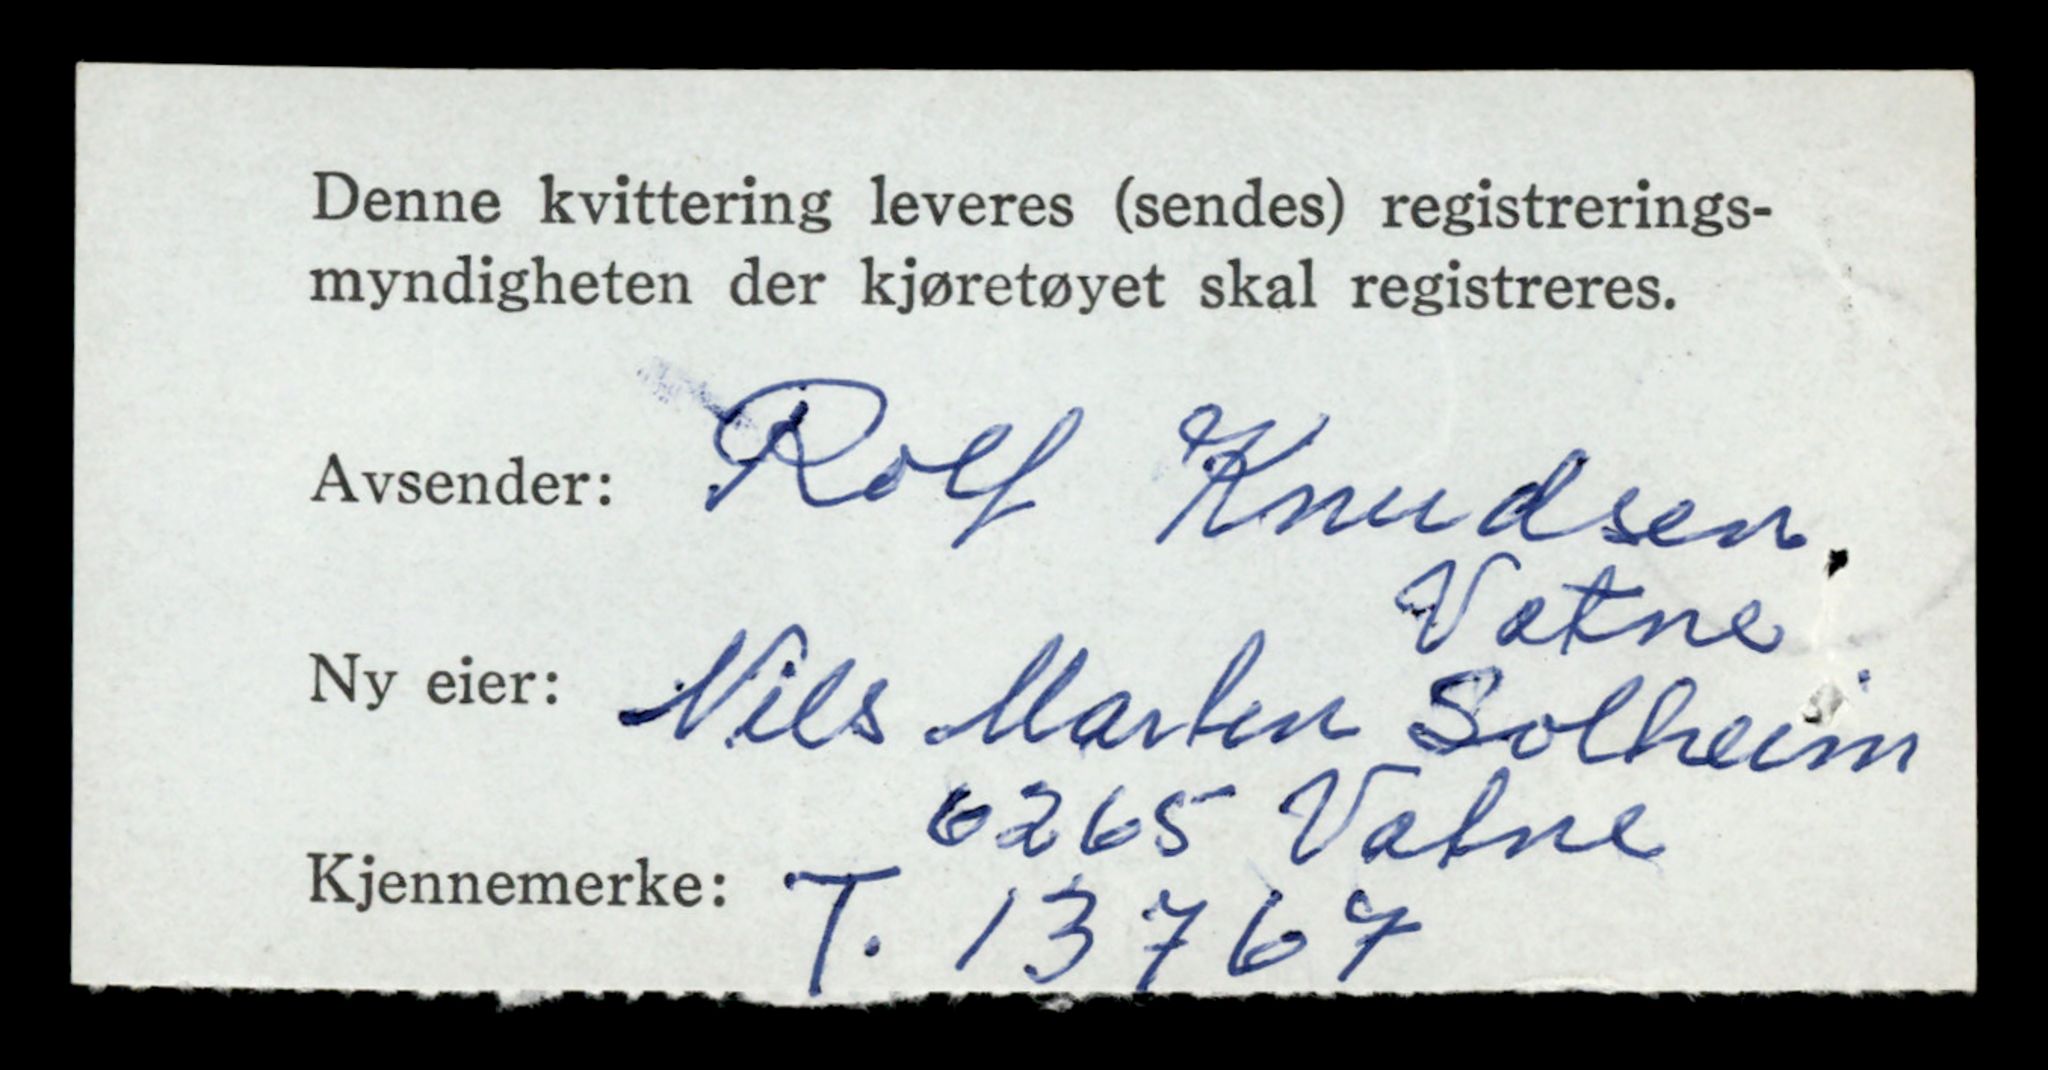 Denne kvittering leveres (sendes) registrerings-
myndigheten der kjøretøyet skal registreres.
Avsender: Rolf Knudsen.
Vatne
Ny eier: Nils Martin Solheim
6265 Vatne
Kjennemerke: T. 13767